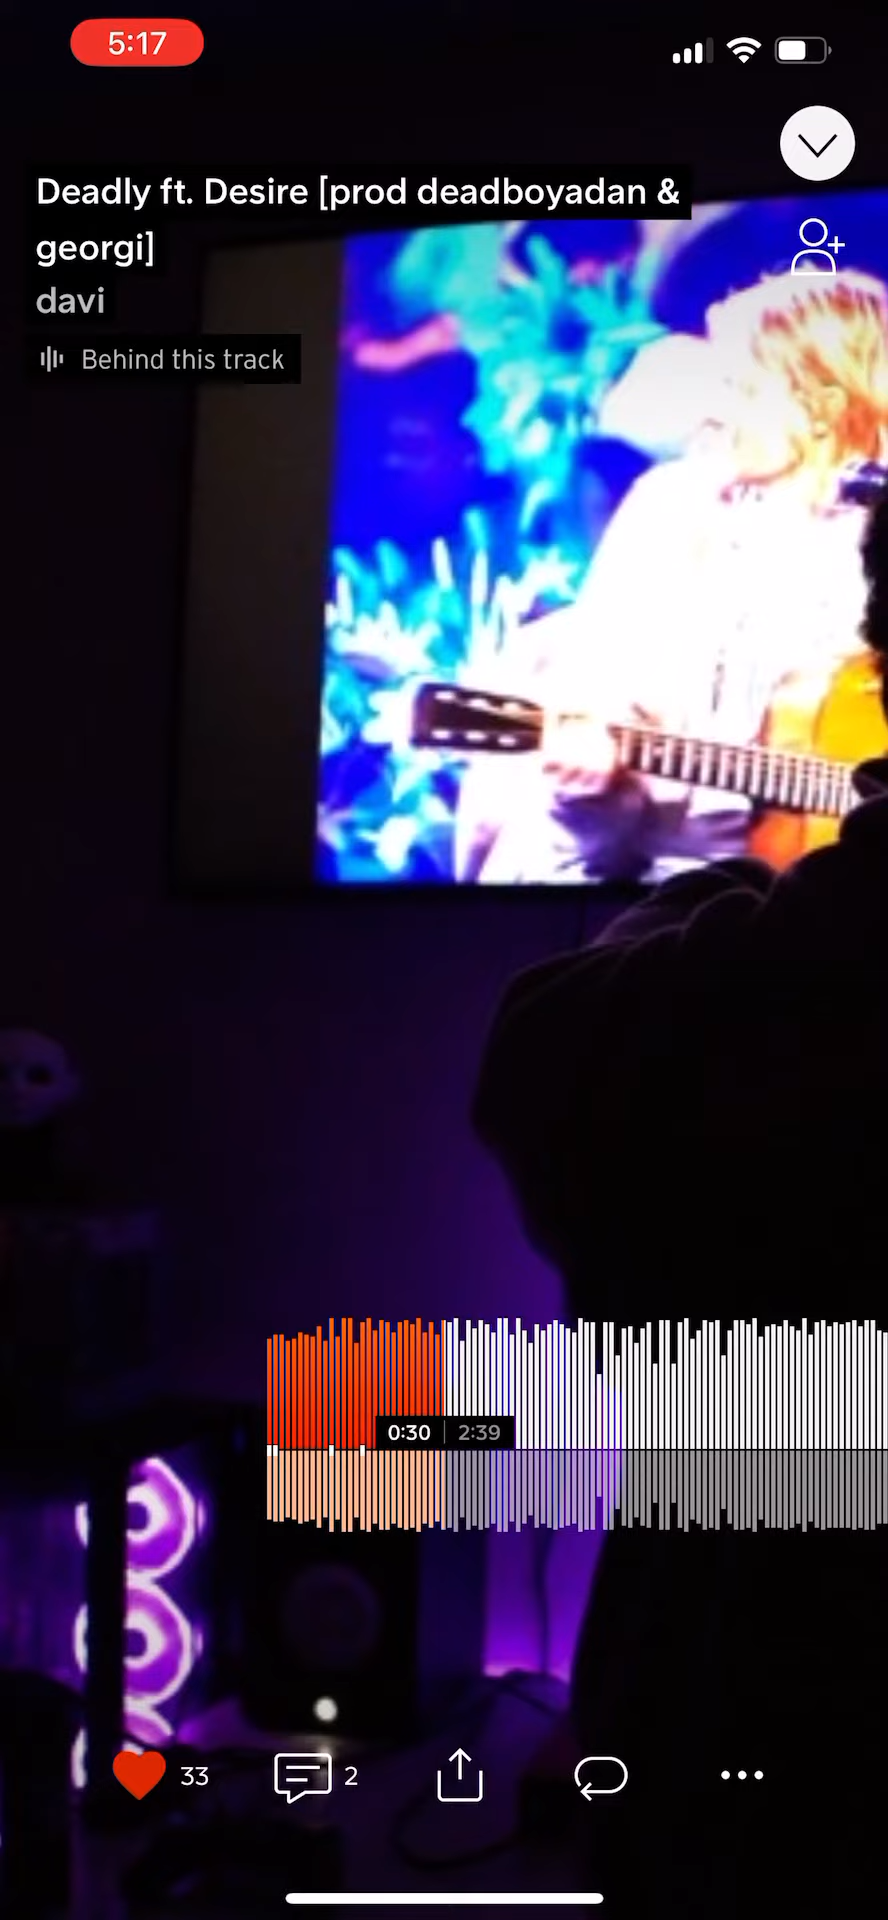 5:17
Deadly ft. Desire [prod deadboyadan &
georgi]
davi
Behind this track
0:30 | 2:39
33
2